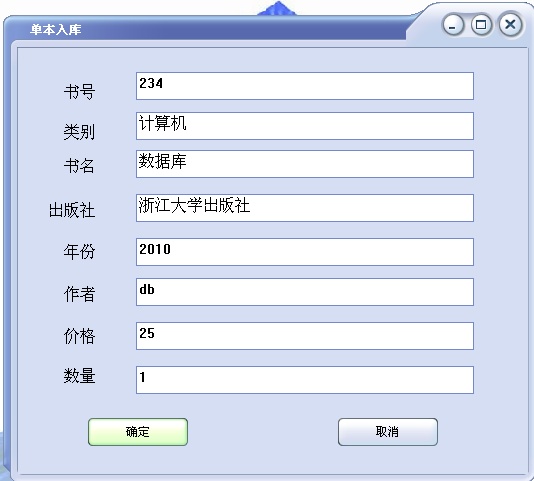 单本入库
书号 234
类别 计算机
书名 数据库
出版社 浙江大学出版社
年份 2010
作者 db
价格 25
数量 1
确定 取消